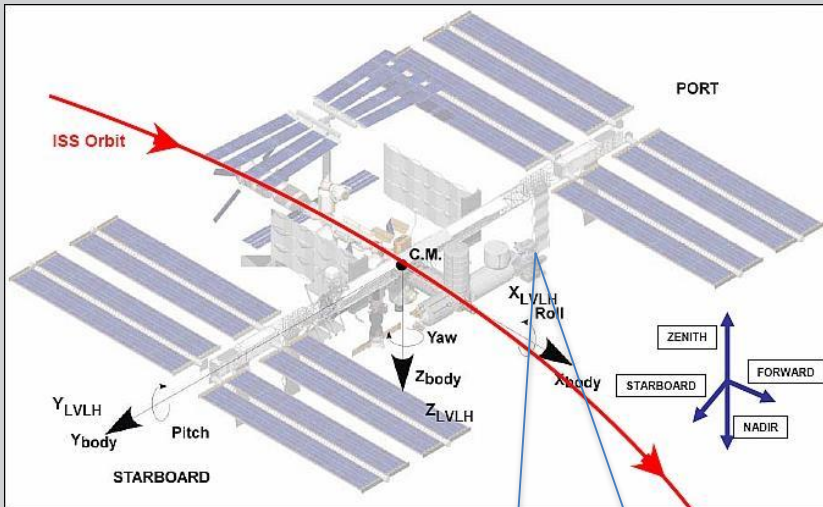 PORT
ISS Orbit
C.M.
XLVLH
Roll
Yaw
ZENITH
Zbody
Xbody
FORWARD
STARBOARD
YLVLH
ZLVLH
Ybody
Pitch
NADIR
STARBOARD